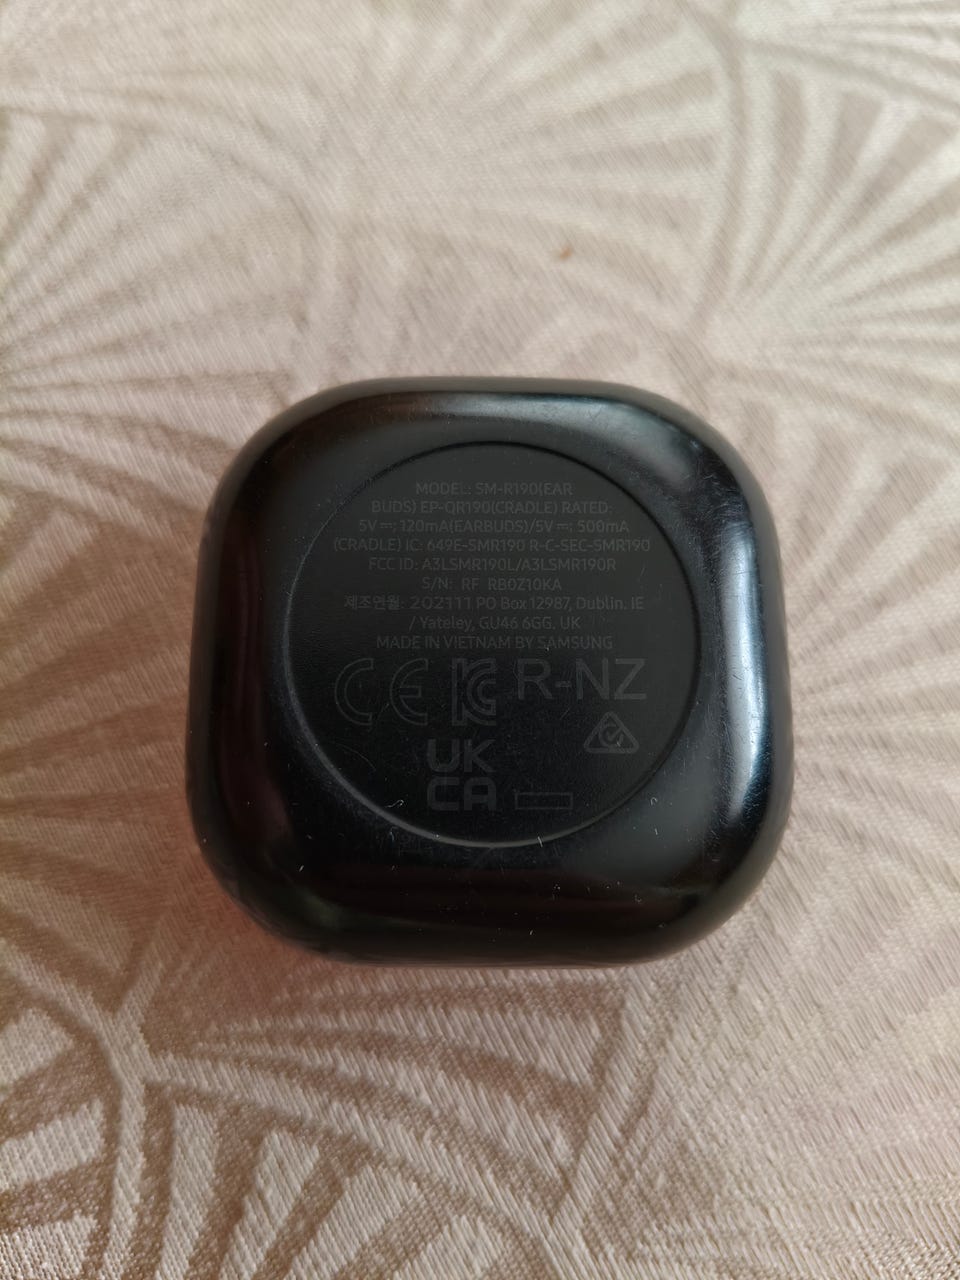 MODEL: SM-R190(EAR
BUDS) EP-QR190(CRADLE) RATED:
5V ⎓; 120mA(EARBUDS)/5V ⎓; 500mA
(CRADLE) IC: 649E-SMR190 R-C-SEC-SMR190
FCC ID: A3LSMR190L/A3LSMR190R
S/N: RF RB0Z10KA
제조연월: 202111 PO Box 12987, Dublin. IE
/ Yateley, GU46 6GG. UK
MADE IN VIETNAM BY SAMSUNG
CE R-NZ
UK
CA